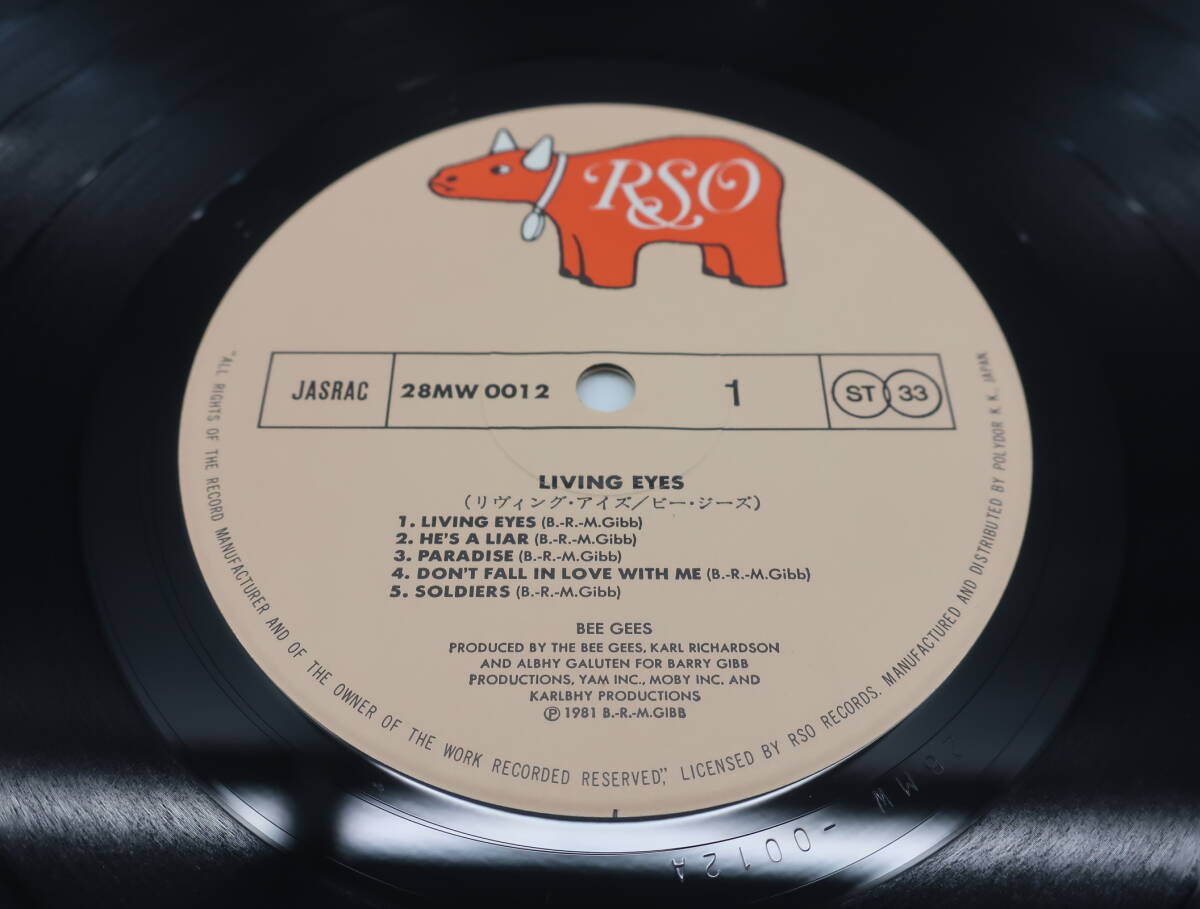 RSO
JASRAC
28MW 0012
1
ST 33
LIVING EYES
(リヴィング・アイズ/ビー・ジーズ)
1. LIVING EYES (B.-R.-M.Gibb)
2. HE'S A LIAR (B.-R.-M.Gibb)
3. PARADISE (B.-R.-M.Gibb)
4. DON'T FALL IN LOVE WITH ME (B.-R.-M.Gibb)
5. SOLDIERS (B.-R.-M.Gibb)
BEE GEES
PRODUCED BY THE BEE GEES, KARL RICHARDSON
AND ALBHY GALUTEN FOR BARRY GIBB
PRODUCTIONS, YAM INC., MOBY INC. AND
KARLBHY PRODUCTIONS
Ⓟ 1981 B.-R.-M.GIBB
"ALL RIGHTS OF THE RECORD MANUFACTURER AND OF THE OWNER OF THE WORK RECORDED RESERVED", LICENSED BY RSO RECORDS. MANUFACTURED AND DISTRIBUTED BY POLYDOR K.K. JAPAN
28MW-0012A